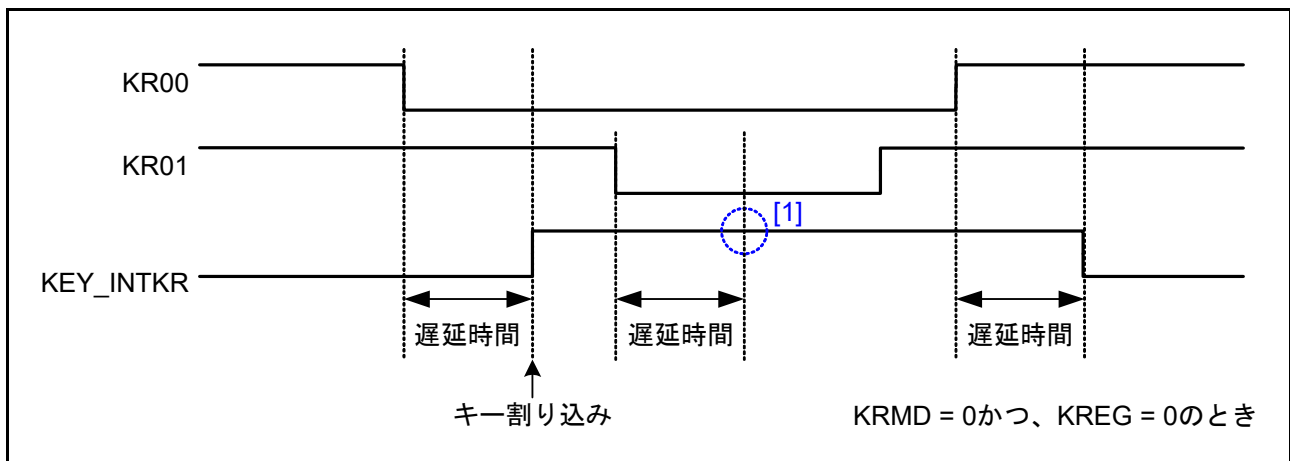 KR00
KR01
[1]
KEY_INTKR
遅延時間 遅延時間 遅延時間
キー割り込み
KRMD = 0かつ、KREG = 0のとき